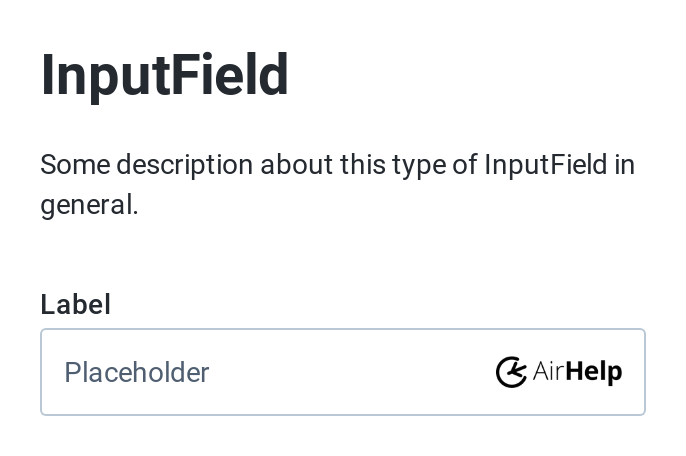 InputField
Some description about this type of InputField in
general.
Label
Placeholder
AirHelp